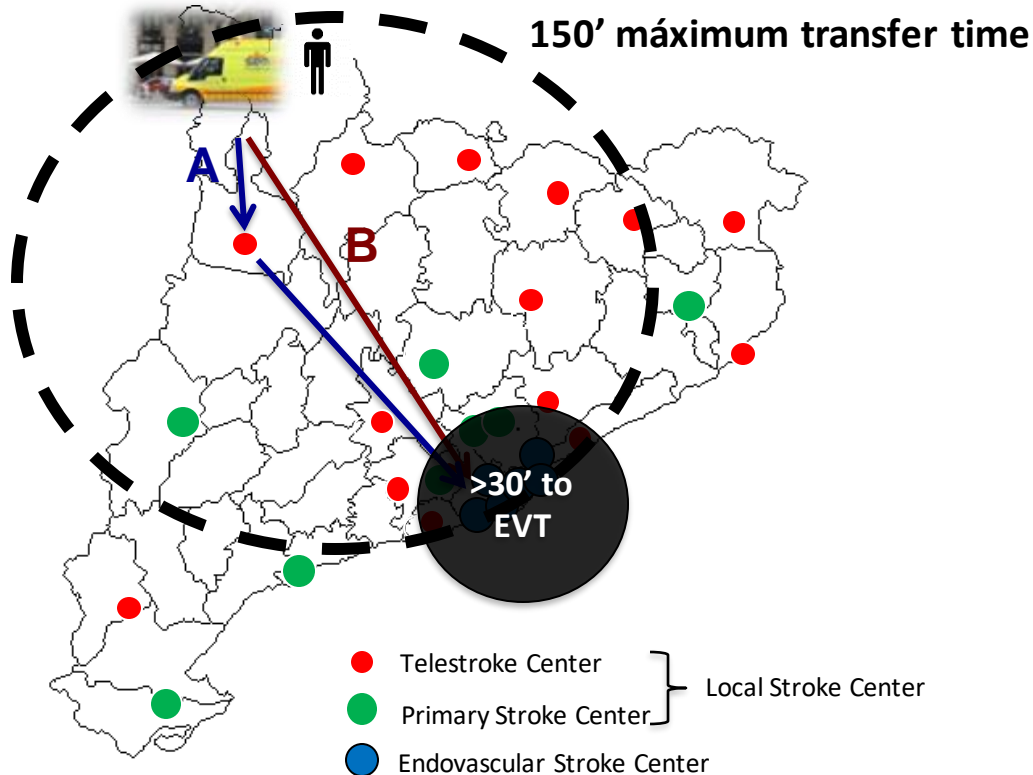 150’ máximum transfer time
A
B
>30’ to
EVT
Telestroke Center
Primary Stroke Center
Local Stroke Center
Endovascular Stroke Center